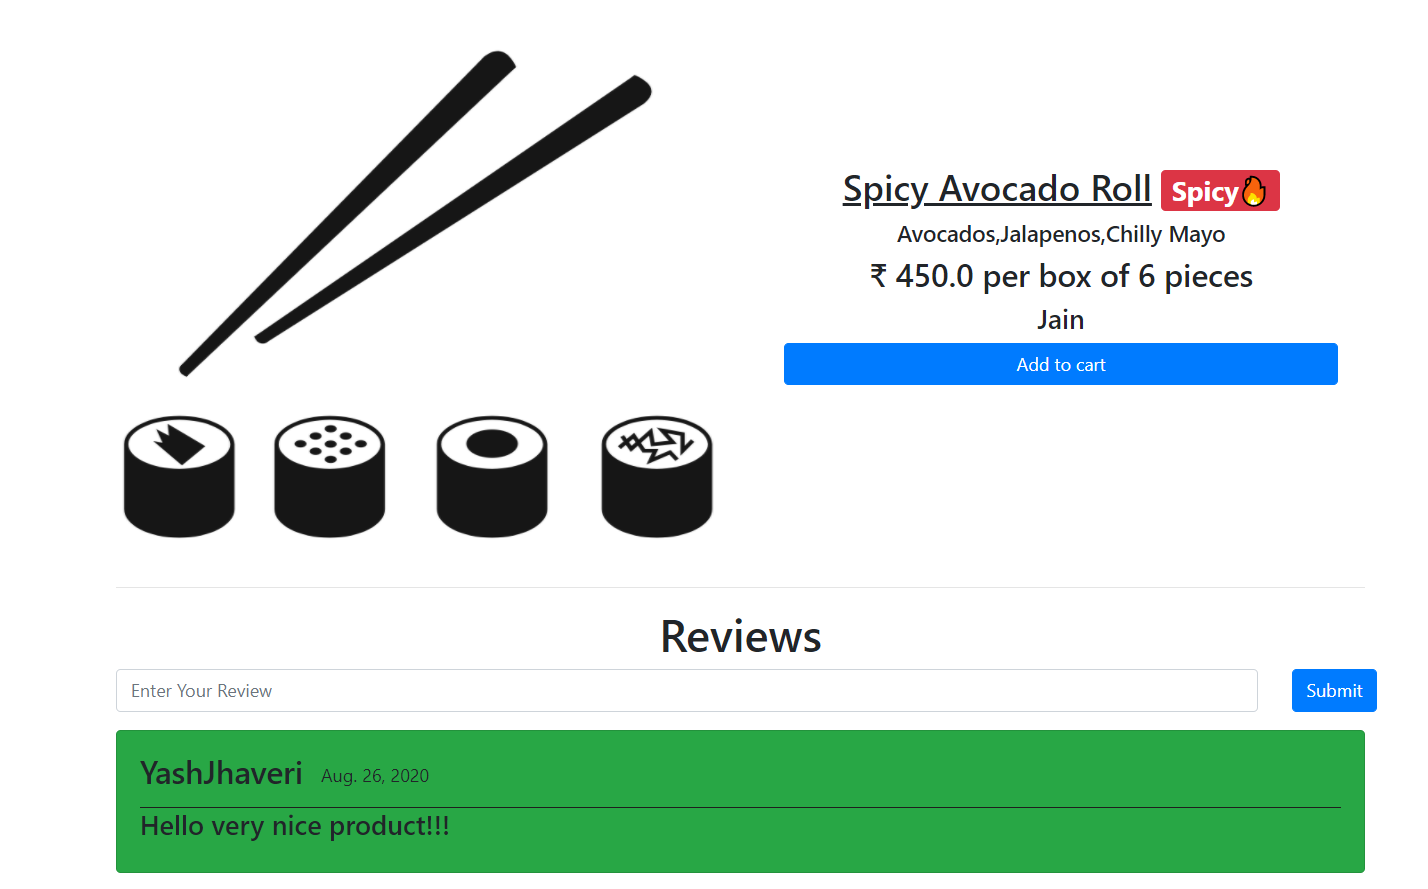 Spicy Avocado Roll Spicy🔥
Avocados,Jalapenos,Chilly Mayo
₹ 450.0 per box of 6 pieces
Jain
Add to cart
Reviews
Enter Your Review
Submit
YashJhaveri Aug. 26, 2020
Hello very nice product!!!